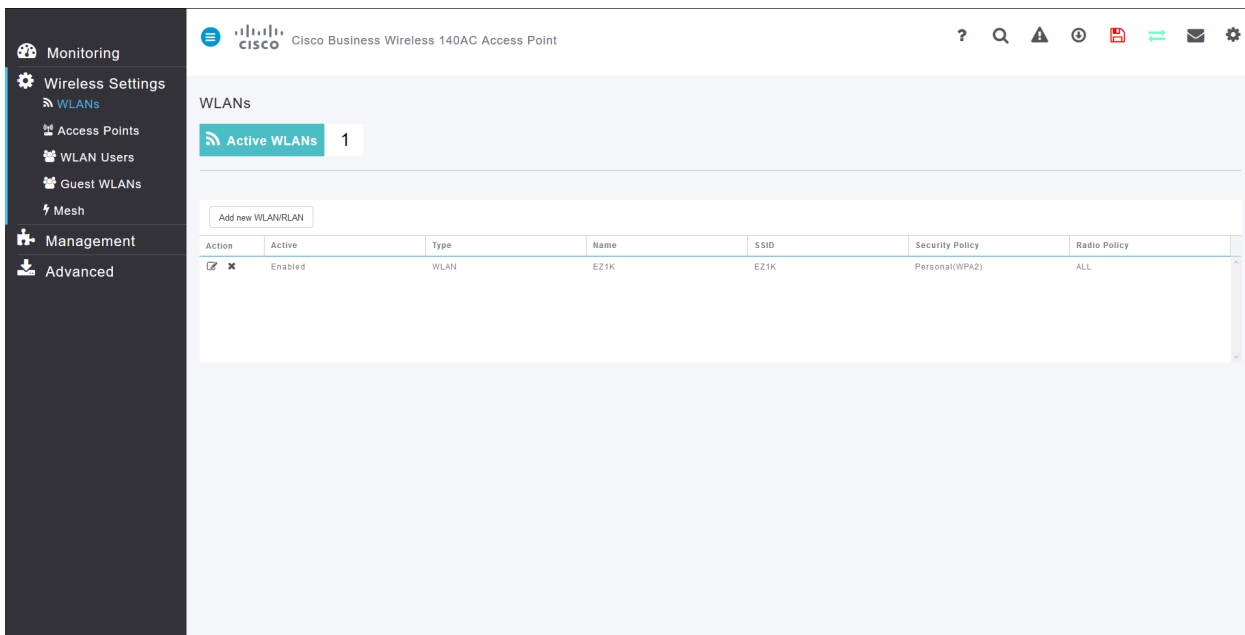 Monitoring
Wireless Settings
WLANs
Access Points
WLAN Users
Guest WLANs
Mesh
Management
Advanced
CISCO Cisco Business Wireless 140AC Access Point ?
WLANs
Active WLANs 1
Add new WLAN/RLAN
Action Active Type Name SSID Security Policy Radio Policy
Enabled WLAN EZ1K EZ1K Personal(WPA2) ALL